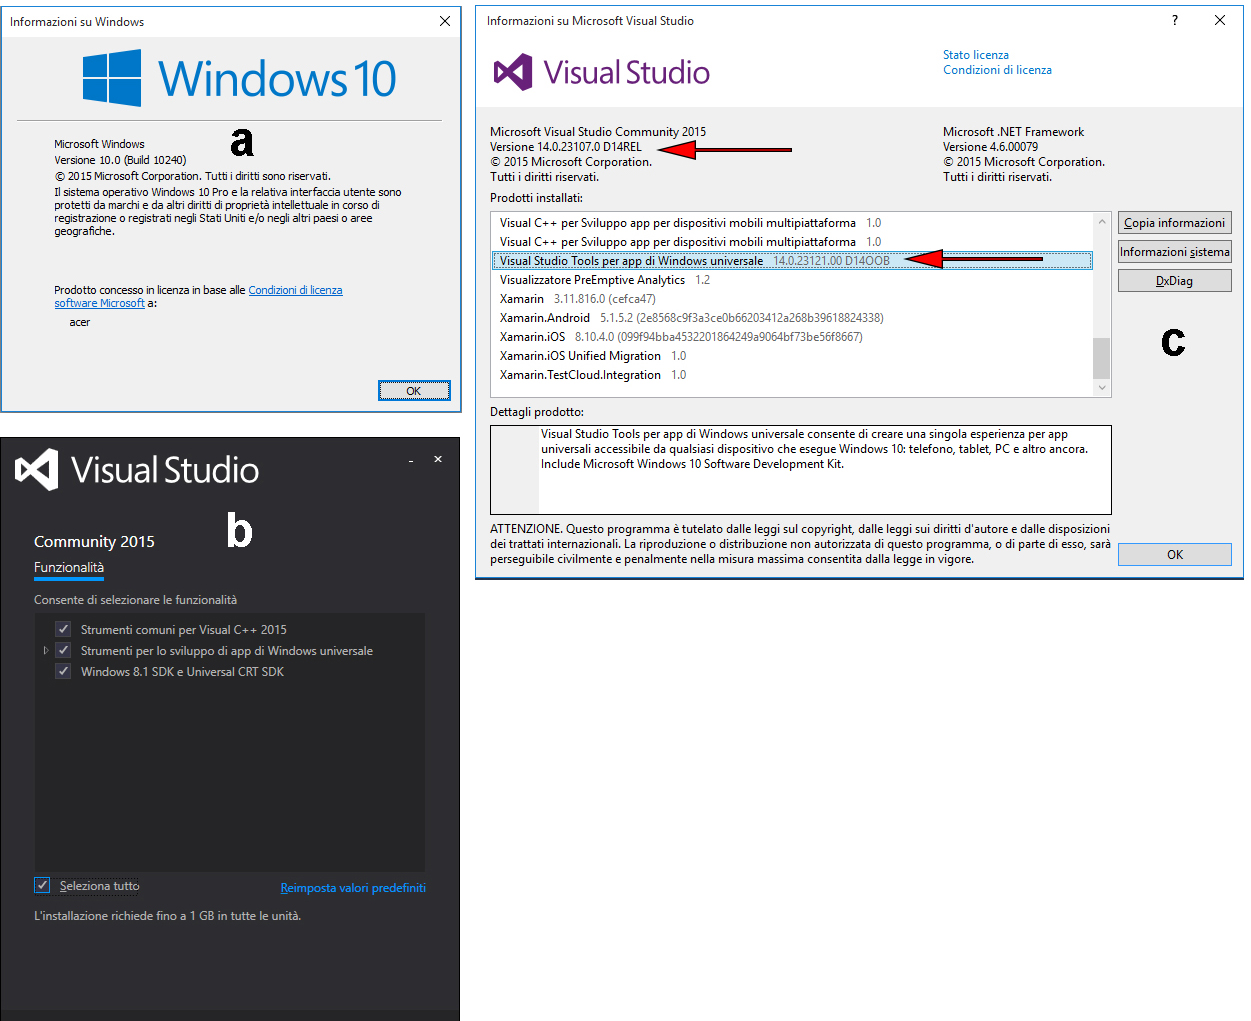 Informazioni su Windows
Windows 10
a
Microsoft Windows
Versione 10.0 (Build 10240)
© 2015 Microsoft Corporation. Tutti i diritti sono riservati.
Il sistema operativo Windows 10 Pro e la relativa interfaccia utente sono
protetti da marchi e da altri diritti di proprietà intellettuale in corso di
registrazione o registrati negli Stati Uniti e/o negli altri paesi o aree
geografiche.
Prodotto concesso in licenza in base alle Condizioni di licenza
software Microsoft a:
acer
OK
Visual Studio
b
Community 2015
Funzionalità
Consente di selezionare le funzionalità
Strumenti comuni per Visual C++ 2015
Strumenti per lo sviluppo di app di Windows universale
Windows 8.1 SDK e Universal CRT SDK
Seleziona tutto
Reimposta valori predefiniti
L'installazione richiede fino a 1 GB in tutte le unità.
Informazioni su Microsoft Visual Studio
?
Visual Studio
Stato licenza
Condizioni di licenza
Microsoft Visual Studio Community 2015
Versione 14.0.23107.0 D14REL
© 2015 Microsoft Corporation.
Tutti i diritti riservati.
Microsoft .NET Framework
Versione 4.6.00079
© 2015 Microsoft Corporation.
Tutti i diritti riservati.
Prodotti installati:
Visual C++ per Sviluppo app per dispositivi mobili multipiattaforma 1.0
Visual C++ per Sviluppo app per dispositivi mobili multipiattaforma 1.0
Visual Studio Tools per app di Windows universale 14.0.23121.00 D14OOB
Visualizzatore PreEmptive Analytics 1.2
Xamarin 3.11.816.0 (cefca47)
Xamarin.Android 5.1.5.2 (2e8568c9f3a3ce0b66203412a268b39618824338)
Xamarin.iOS 8.10.4.0 (099f94bba4532201864249a9064bf73be56f8667)
Xamarin.iOS Unified Migration 1.0
Xamarin.TestCloud.Integration 1.0
Copia informazioni
Informazioni sistema
DxDiag
c
Dettagli prodotto:
Visual Studio Tools per app di Windows universale consente di creare una singola esperienza per app
universali accessibile da qualsiasi dispositivo che esegue Windows 10: telefono, tablet, PC e altro ancora.
Include Microsoft Windows 10 Software Development Kit.
ATTENZIONE. Questo programma è tutelato dalle leggi sul copyright, dalle leggi sui diritti d'autore e dalle disposizioni
dei trattati internazionali. La riproduzione o distribuzione non autorizzata di questo programma, o di parte di esso, sarà
perseguibile civilmente e penalmente nella misura massima consentita dalla legge in vigore.
OK